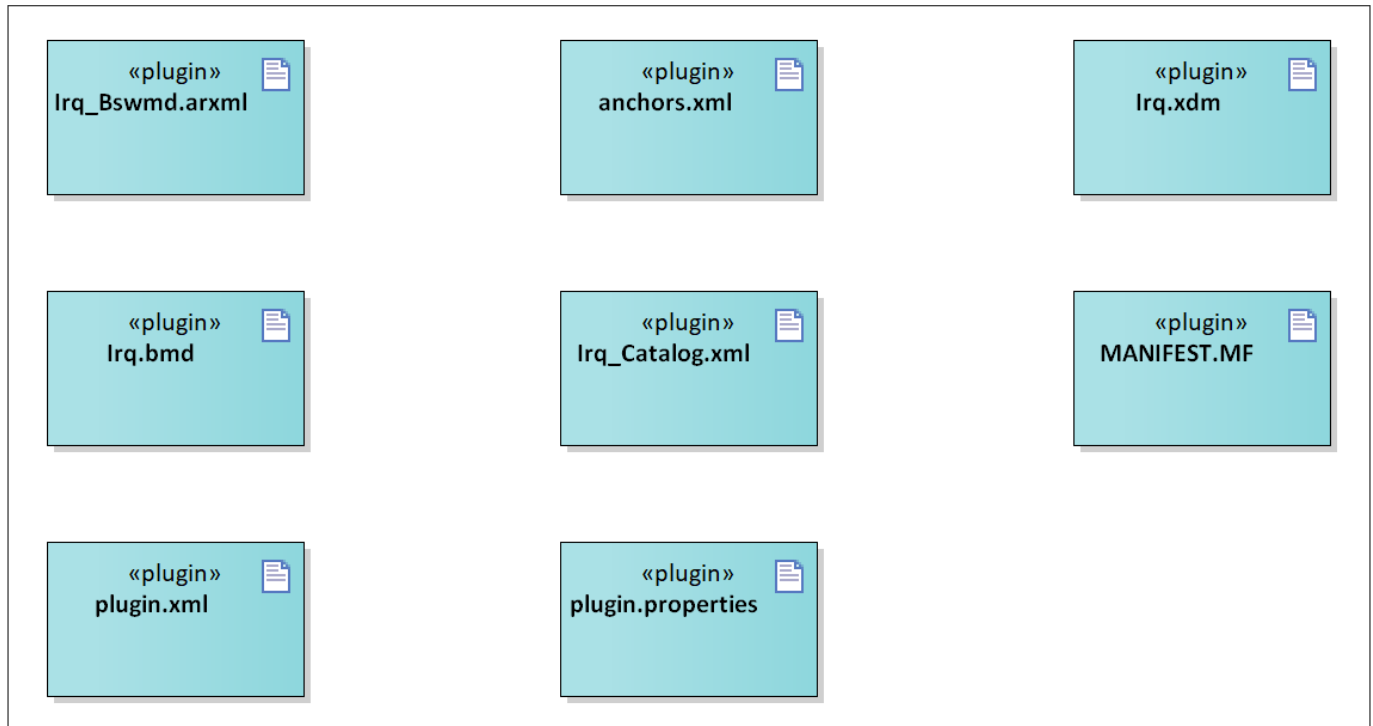 «plugin»
Irq_Bswmd.arxml
«plugin»
anchors.xml
«plugin»
Irq.xdm
«plugin»
Irq.bmd
«plugin»
Irq_Catalog.xml
«plugin»
MANIFEST.MF
«plugin»
plugin.xml
«plugin»
plugin.properties